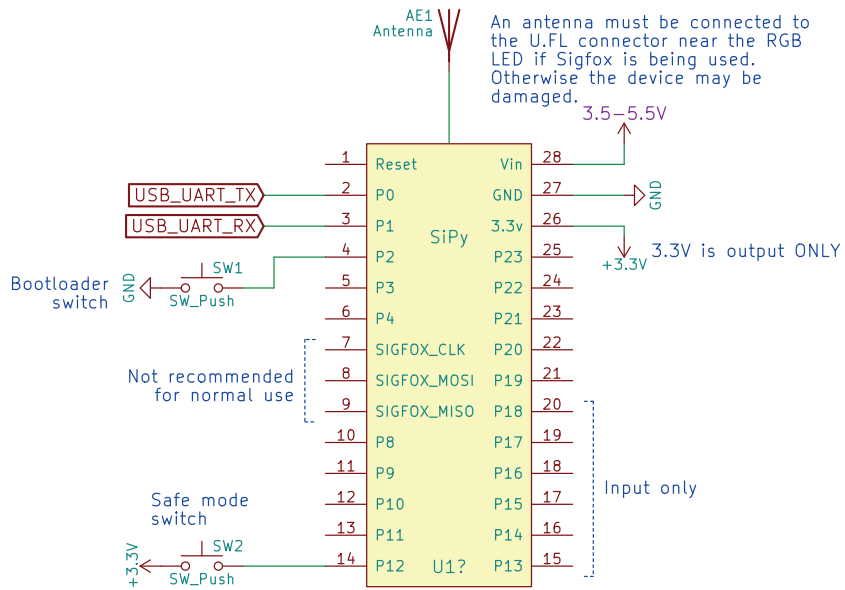 AE1
Antenna
An antenna must be connected to
the U.FL connector near the RGB
LED if Sigfox is being used.
Otherwise the device may be
damaged.
3.5-5.5V
1 Reset Vin 28
USB_UART_TX 2 P0 GND 27 GND
USB_UART_RX 3 P1 3.3v 26
SiPy
+3.3V
3.3V is output ONLY
4 P2 P23 25
Bootloader
switch
GND
SW1
SW_Push
5 P3 P22 24
6 P4 P21 23
7 SIGFOX_CLK P20 22
8 SIGFOX_MOSI P19 21
9 SIGFOX_MISO P18 20
Not recommended
for normal use
10 P8 P17 19
11 P9 P16 18
12 P10 P15 17
Input only
13 P11 P14 16
14 P12 U1? P13 15
Safe mode
switch
+3.3V
SW2
SW_Push